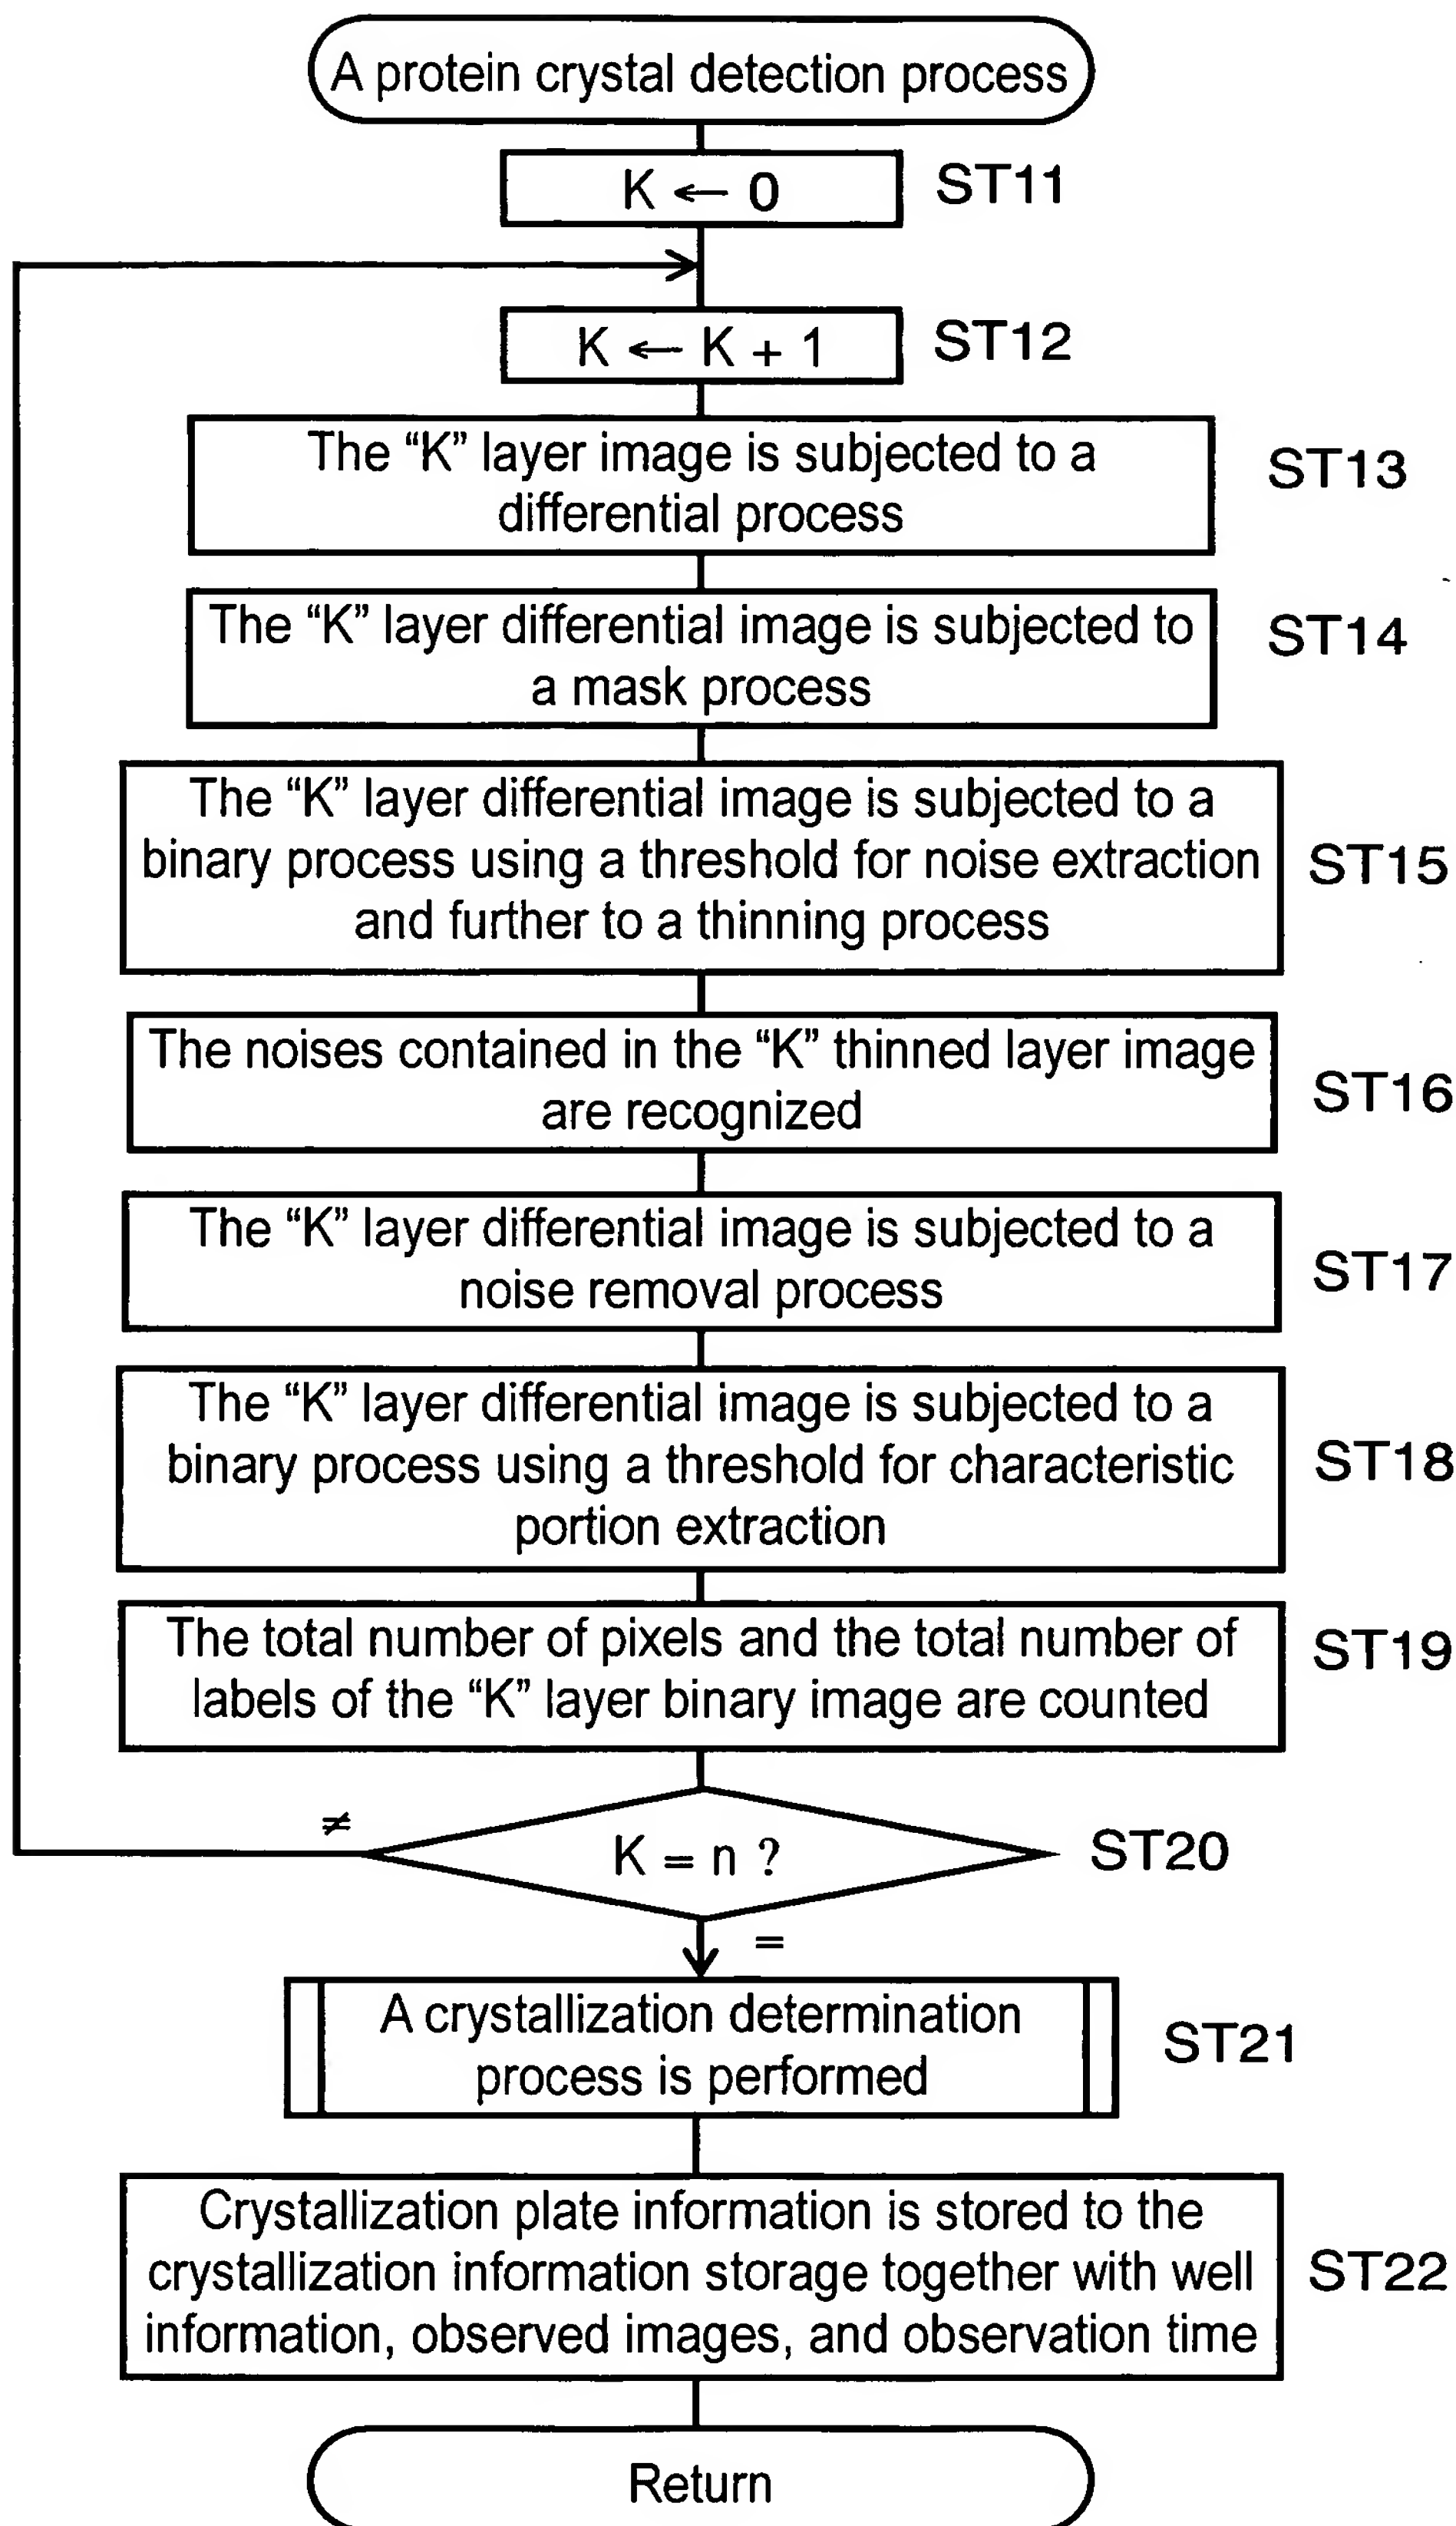 A protein crystal detection process
K ← 0
ST11
K ← K + 1
ST12
The “K” layer image is subjected to a
differential process
ST13
The “K” layer differential image is subjected to
a mask process
ST14
The “K” layer differential image is subjected to a
binary process using a threshold for noise extraction
and further to a thinning process
ST15
The noises contained in the “K” thinned layer image
are recognized
ST16
The “K” layer differential image is subjected to a
noise removal process
ST17
The “K” layer differential image is subjected to a
binary process using a threshold for characteristic
portion extraction
ST18
The total number of pixels and the total number of
labels of the “K” layer binary image are counted
ST19
≠
K = n ?
ST20
=
A crystallization determination
process is performed
ST21
Crystallization plate information is stored to the
crystallization information storage together with well
information, observed images, and observation time
ST22
Return